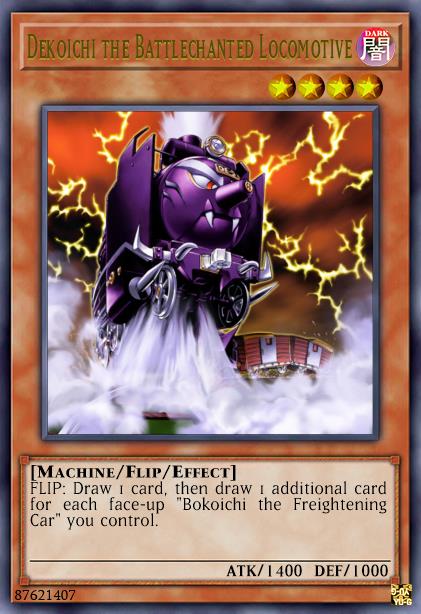 Dekoichi the Battlechanted Locomotive
DARK
闇
[Machine/Flip/Effect]
FLIP: Draw 1 card, then draw 1 additional card
for each face-up "Bokoichi the Freightening
Car" you control.
ATK/1400 DEF/1000
87621407